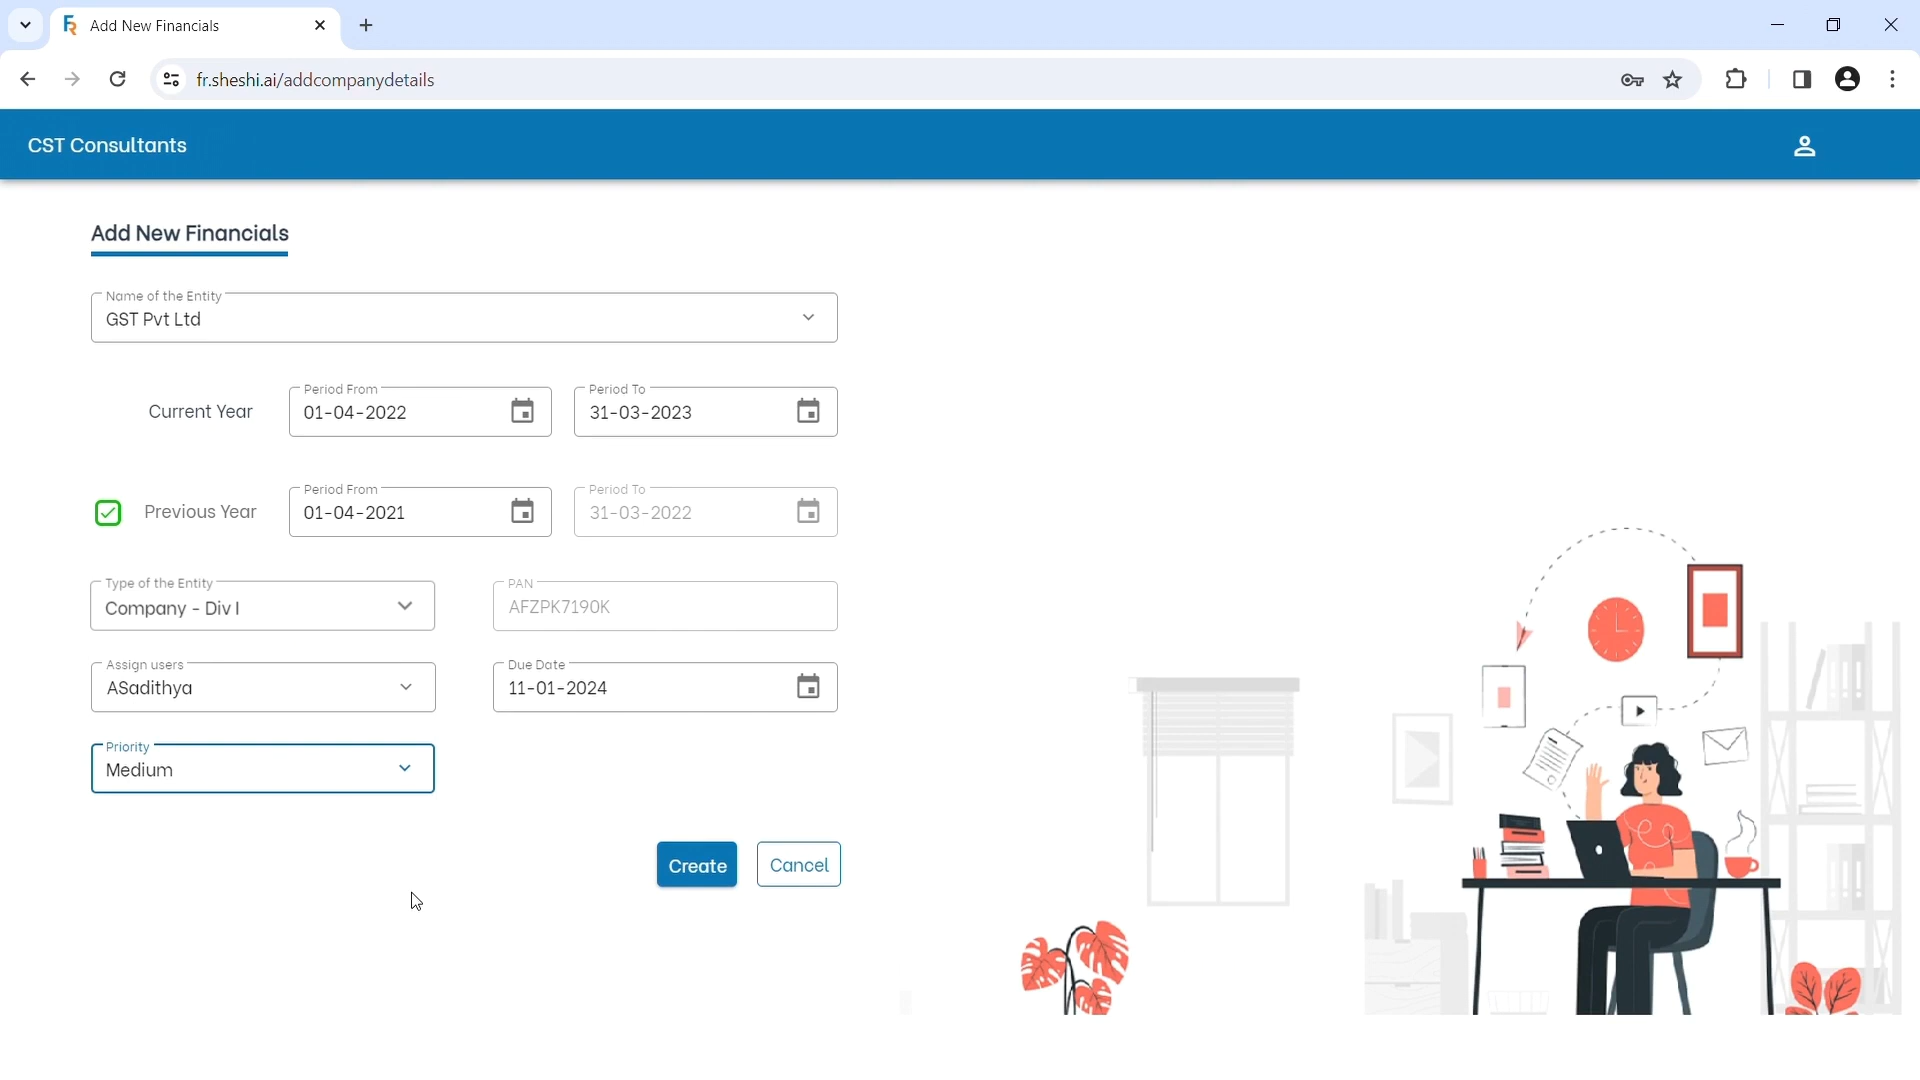 Add New Financials
fr.sheshi.ai/addcompanydetails
CST Consultants
Add New Financials
Name of the Entity
GST Pvt Ltd
Current Year
Period From
01-04-2022
Period To
31-03-2023
Previous Year
Period From
01-04-2021
Period To
31-03-2022
Type of the Entity
Company - Div I
PAN
AFZPK7190K
Assign users
ASadithya
Due Date
11-01-2024
Priority
Medium
Create
Cancel